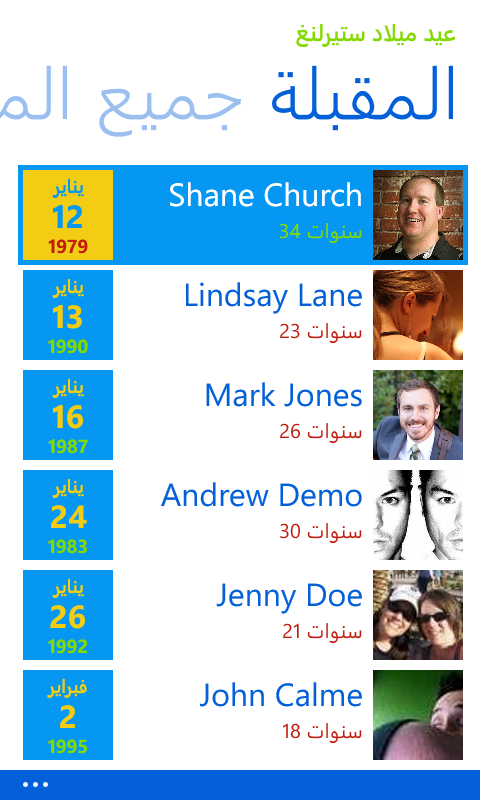 عيد ميلاد ستيرلنغ
المقبلة جميع الم
Shane Church
34 سنوات
يناير
12
1979
Lindsay Lane
23 سنوات
يناير
13
1990
Mark Jones
26 سنوات
يناير
16
1987
Andrew Demo
30 سنوات
يناير
24
1983
Jenny Doe
21 سنوات
يناير
26
1992
John Calme
18 سنوات
فبراير
2
1995